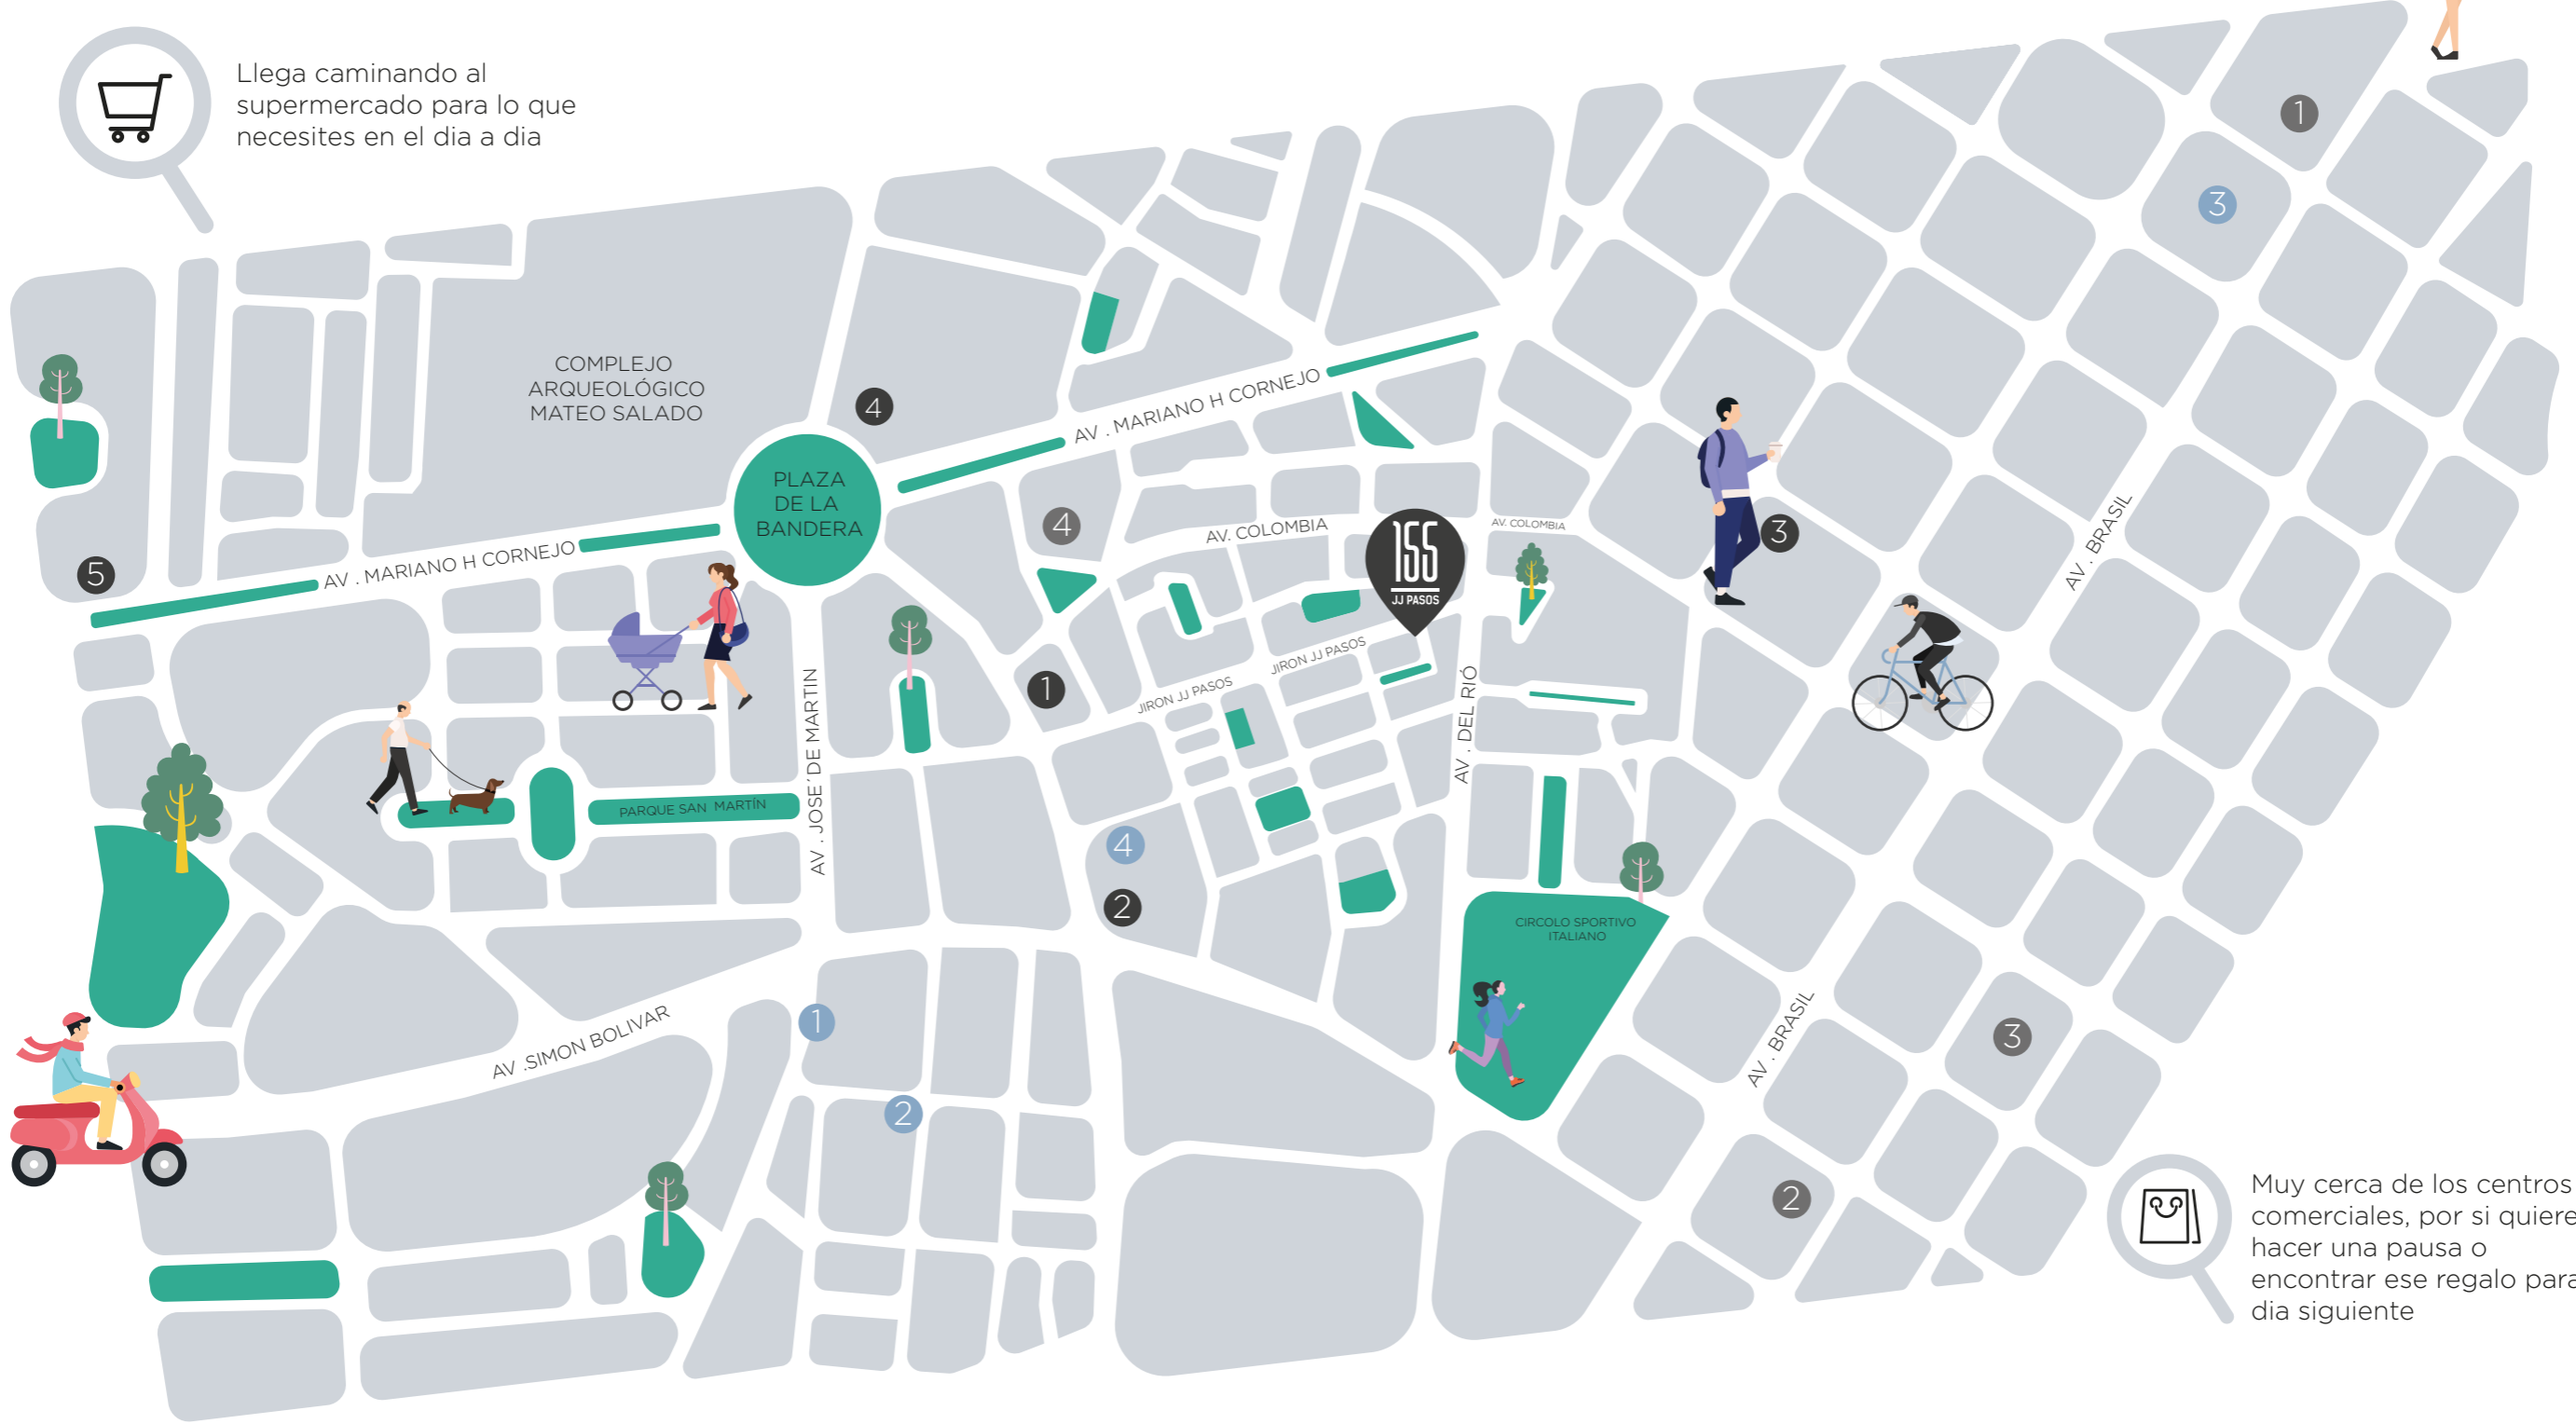 Llega caminando al
supermercado para lo que
necesites en el dia a dia
1
3
COMPLEJO
ARQUEOLÓGICO
MATEO SALADO
4
AV . MARIANO H CORNEJO
PLAZA
DE LA
BANDERA
4
AV. COLOMBIA
155
JJ PASOS
AV. COLOMBIA
3
AV . BRASIL
5
AV . MARIANO H CORNEJO
1
JIRON JJ PASOS
JIRON JJ PASOS
AV . DEL RIÓ
AV . JOSE´DE MARTIN
PARQUE SAN MARTÍN
4
2
CIRCOLO SPORTIVO
ITALIANO
AV .SIMON BOLIVAR
1
2
AV . BRASIL
3
2
Muy cerca de los centros
comerciales, por si quiere
hacer una pausa o
encontrar ese regalo para
dia siguiente